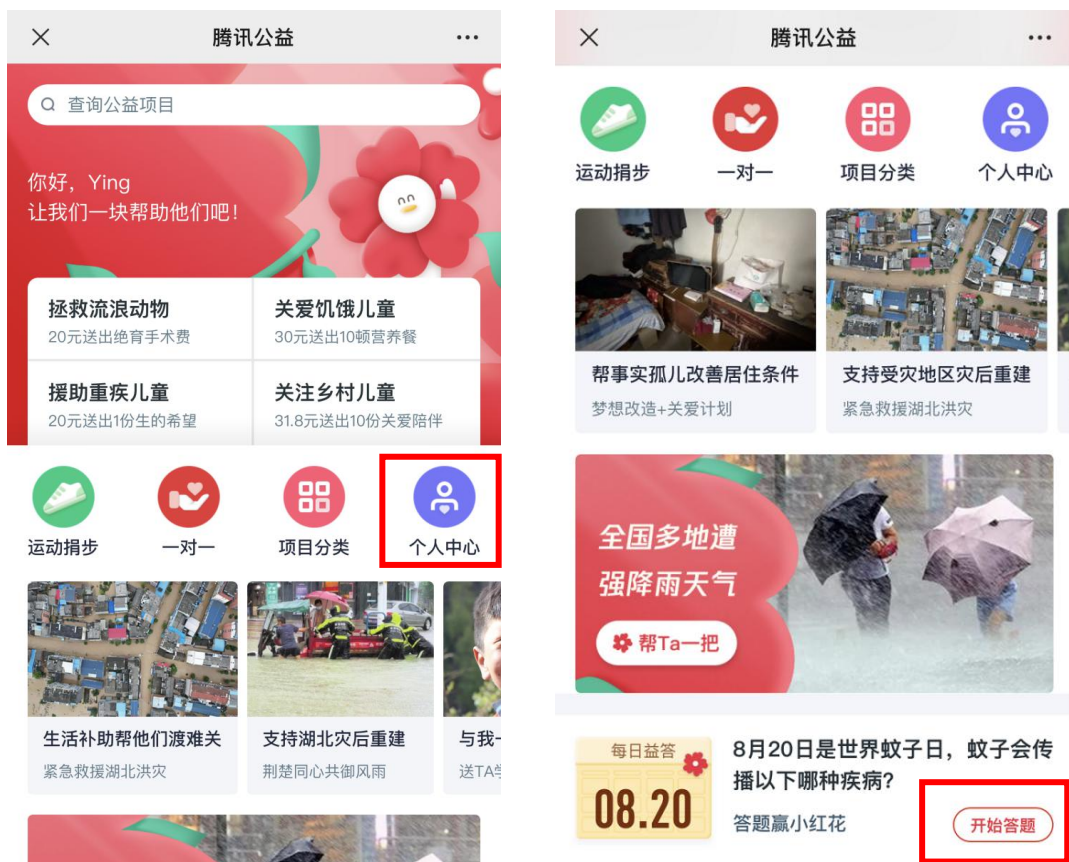 腾讯公益
查询公益项目
你好，Ying
让我们一块帮助他们吧！
拯救流浪动物
20元送出绝育手术费
关爱饥饿儿童
30元送出10顿营养餐
援助重疾儿童
20元送出1份生的希望
关注乡村儿童
31.8元送出10份关爱陪伴
运动捐步
一对一
项目分类
个人中心
生活补助帮他们渡难关
紧急救援湖北洪灾
支持湖北灾后重建
荆楚同心共御风雨
与我一
送TA学
腾讯公益
运动捐步
一对一
项目分类
个人中心
帮事实孤儿改善居住条件
梦想改造+关爱计划
支持受灾地区灾后重建
紧急救援湖北洪灾
全国多地遭
强降雨天气
帮Ta一把
每日益答
08.20
8月20日是世界蚊子日，蚊子会传
播以下哪种疾病？
答题赢小红花
开始答题